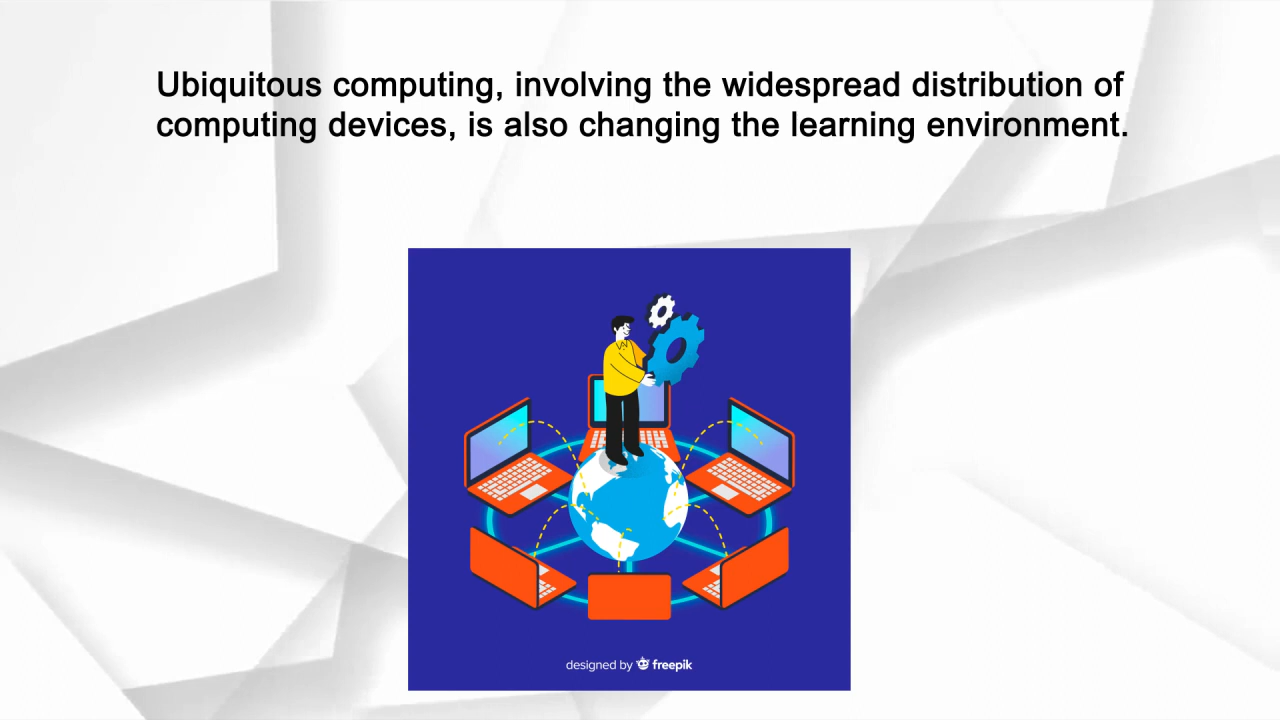 Ubiquitous computing, involving the widespread distribution of
computing devices, is also changing the learning environment.
designed by freepik